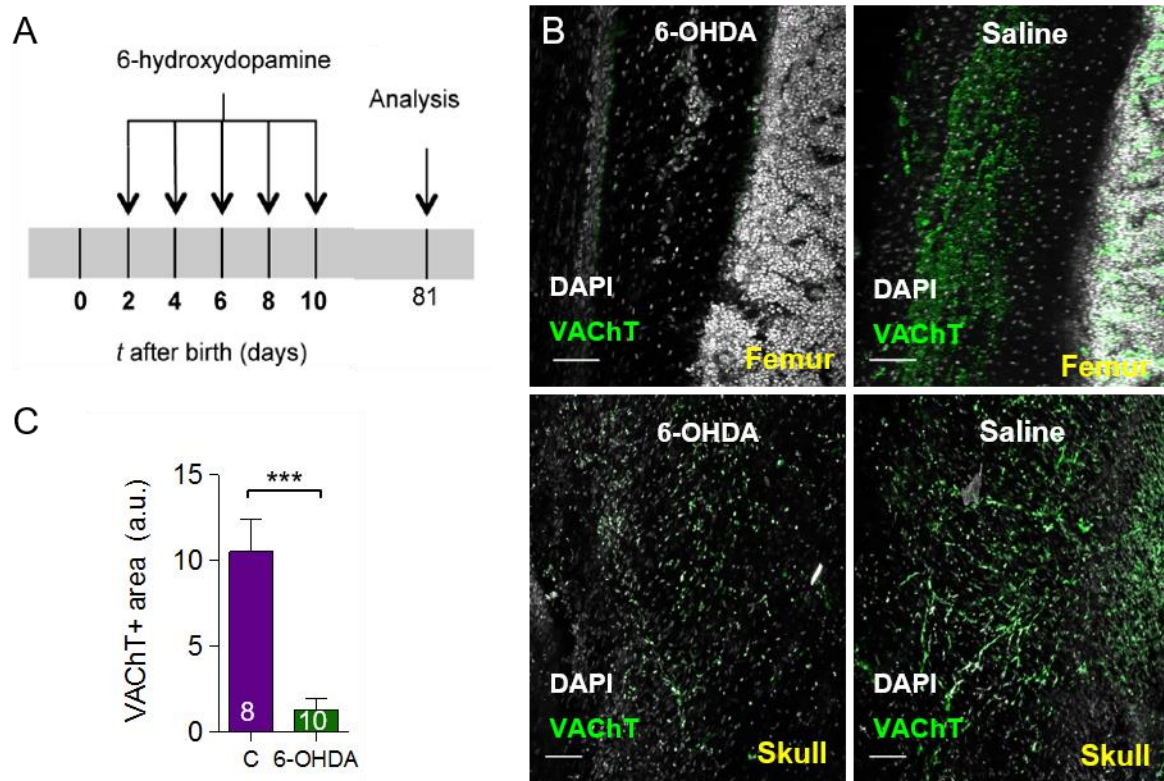 A
6-hydroxydopamine
Analysis
0 2 4 6 8 10 81
t after birth (days)
B
6-OHDA
DAPI
VAChT
Femur
Saline
DAPI
VAChT
Femur
6-OHDA
DAPI
VAChT
Skull
Saline
DAPI
VAChT
Skull
C
VAChT+ area (a.u.)
15
10
5
0
***
8
10
C 6-OHDA